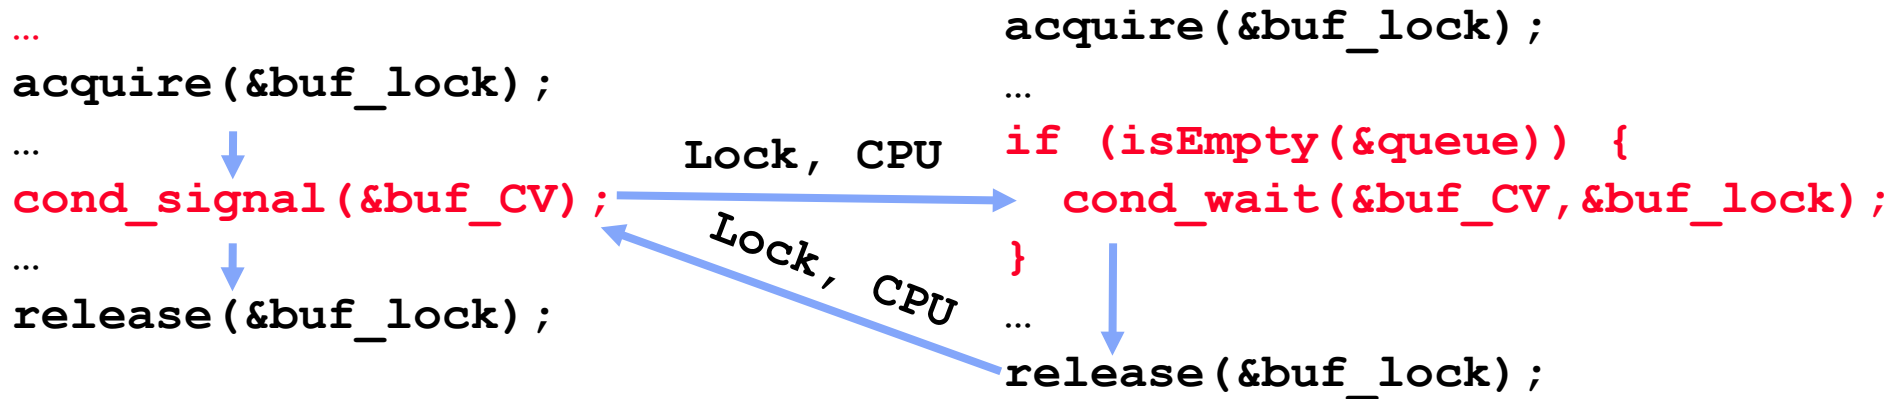 …
acquire(&buf_lock);
…
cond_signal(&buf_CV);
…
release(&buf_lock);
Lock, CPU
Lock, CPU
acquire(&buf_lock);
…
if (isEmpty(&queue)) {
cond_wait(&buf_CV,&buf_lock);
}
…
release(&buf_lock);